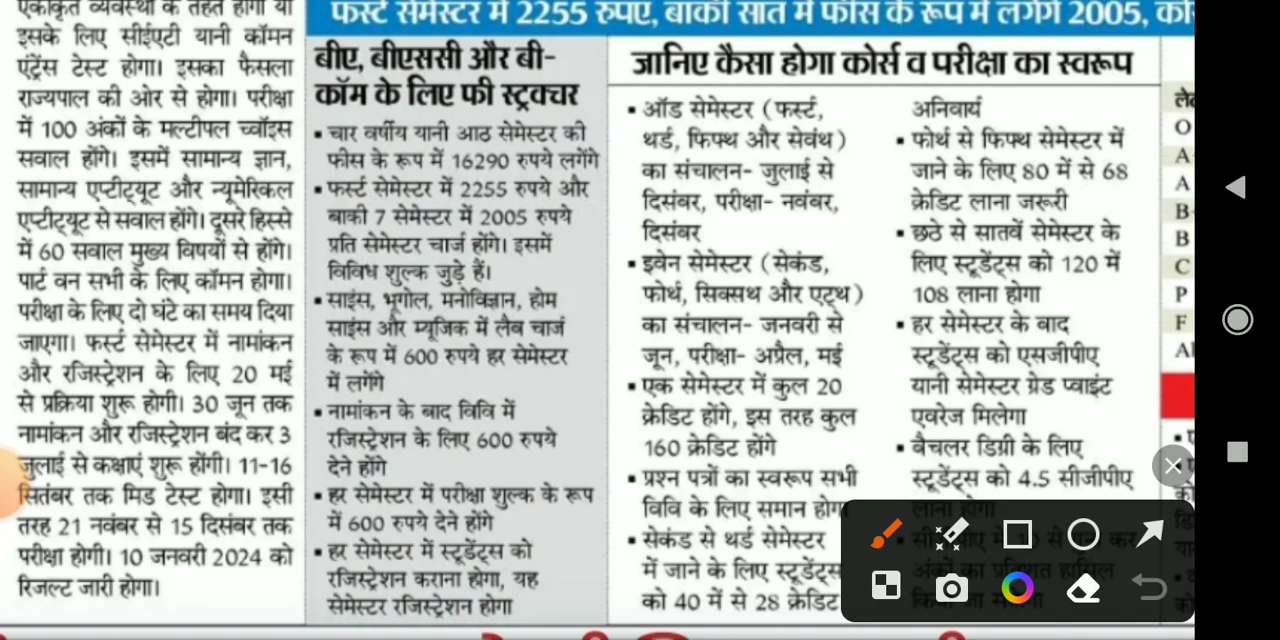 एकीकृत व्यवस्था के तहत होगी या
इसके लिए सीईएटी यानी कॉमन
एंट्रेंस टेस्ट होगा। इसका फैसला
राज्यपाल की ओर से होगा। परीक्षा
में 100 अंकों के मल्टीपल च्वॉइस
सवाल होंगे। इसमें सामान्य ज्ञान,
सामान्य एप्टीट्यूट और न्यूमेरिकल
एप्टीट्यूट से सवाल होंगे। दूसरे हिस्से
में 60 सवाल मुख्य विषयों से होंगे।
पार्ट वन सभी के लिए कॉमन होगा।
परीक्षा के लिए दो घंटे का समय दिया
जाएगा। फर्स्ट सेमेस्टर में नामांकन
और रजिस्ट्रेशन के लिए 20 मई
से प्रक्रिया शुरू होगी। 30 जून तक
नामांकन और रजिस्ट्रेशन बंद कर 3
जुलाई से कक्षाएं शुरू होंगी। 11-16
सितंबर तक मिड टेस्ट होगा। इसी
तरह 21 नवंबर से 15 दिसंबर तक
परीक्षा होगी। 10 जनवरी 2024 को
रिजल्ट जारी होगा।
फर्स्ट सेमेस्टर में 2255 रुपए, बाकी सात में फीस के रूप में लगेंगे 2005,
बीए, बीएससी और बी-
कॉम के लिए फी स्ट्रक्चर
▪ चार वर्षीय यानी आठ सेमेस्टर की
फीस के रूप में 16290 रुपये लगेंगे
▪ फर्स्ट सेमेस्टर में 2255 रुपये और
बाकी 7 सेमेस्टर में 2005 रुपये
प्रति सेमेस्टर चार्ज होंगे। इसमें
विविध शुल्क जुड़े हैं।
▪ साइंस, भूगोल, मनोविज्ञान, होम
साइंस और म्यूजिक में लैब चार्ज
के रूप में 600 रुपये हर सेमेस्टर
में लगेंगे
▪ नामांकन के बाद विवि में
रजिस्ट्रेशन के लिए 600 रुपये
देने होंगे
▪ हर सेमेस्टर में परीक्षा शुल्क के रूप
में 600 रुपये देने होंगे
▪ हर सेमेस्टर में स्टूडेंट्स को
रजिस्ट्रेशन कराना होगा, यह
सेमेस्टर रजिस्ट्रेशन होगा
जानिए कैसा होगा कोर्स व परीक्षा का स्वरूप
▪ ऑड सेमेस्टर (फर्स्ट,
थर्ड, फिफ्थ और सेवंथ)
का संचालन- जुलाई से
दिसंबर, परीक्षा- नवंबर,
दिसंबर
▪ इवेन सेमेस्टर (सेकंड,
फोर्थ, सिक्सथ और एट्थ)
का संचालन- जनवरी से
जून, परीक्षा- अप्रैल, मई
▪ एक सेमेस्टर में कुल 20
क्रेडिट होंगे, इस तरह कुल
160 क्रेडिट होंगे
▪ प्रश्न पत्रों का स्वरूप सभी
विवि के लिए समान होगा
▪ सेकंड से थर्ड सेमेस्टर
में जाने के लिए स्टूडेंट्स
को 40 में से 28 क्रेडिट
अनिवार्य
▪ फोर्थ से फिफ्थ सेमेस्टर में
जाने के लिए 80 में से 68
क्रेडिट लाना जरूरी
▪ छठे से सातवें सेमेस्टर के
लिए स्टूडेंट्स को 120 में
108 लाना होगा
▪ हर सेमेस्टर के बाद
स्टूडेंट्स को एसजीपीए
यानी सेमेस्टर ग्रेड प्वाइंट
एवरेज मिलेगा
▪ बैचलर डिग्री के लिए
स्टूडेंट्स को 4.5 सीजीपीए
लाना होगा
O
A
A
B
B
C
P
F